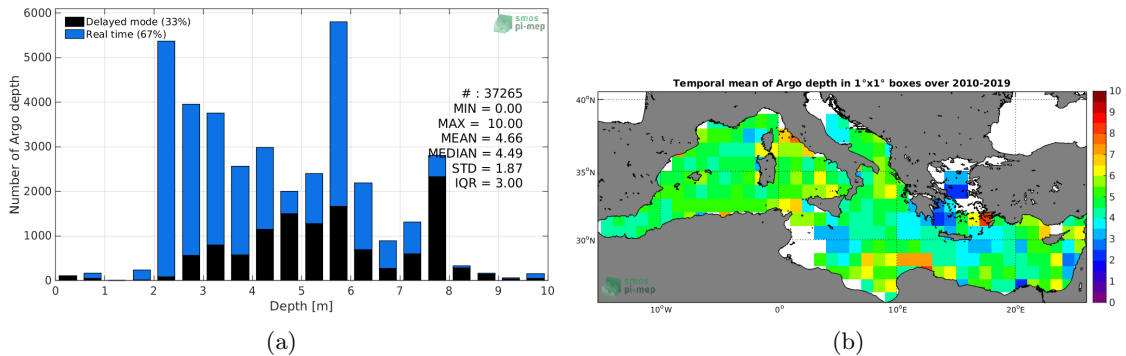 Delayed mode (33%)
Real time (67%)
smos
pi-mep
# : 37265
MIN = 0.00
MAX = 10.00
MEAN = 4.66
MEDIAN = 4.49
STD = 1.87
IQR = 3.00
Number of Argo depth
6000
5000
4000
3000
2000
1000
0
0 1 2 3 4 5 6 7 8 9 10
Depth [m]
(a)
Temporal mean of Argo depth in 1°x1° boxes over 2010-2019
40°N
35°N
30°N
10°W 0° 10°E 20°E
10
9
8
7
6
5
4
3
2
1
0
smos
pi-mep
(b)